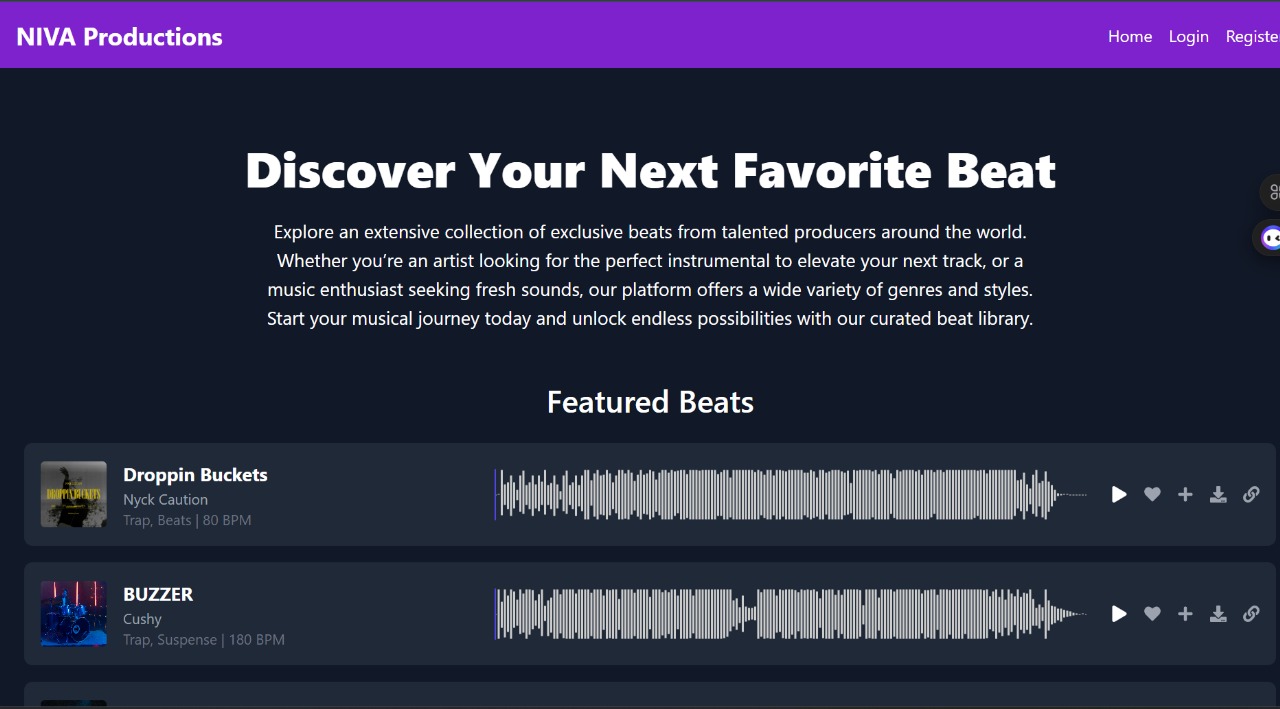 NIVA Productions
Home Login Register
Discover Your Next Favorite Beat
Explore an extensive collection of exclusive beats from talented producers around the world.
Whether you’re an artist looking for the perfect instrumental to elevate your next track, or a
music enthusiast seeking fresh sounds, our platform offers a wide variety of genres and styles.
Start your musical journey today and unlock endless possibilities with our curated beat library.
Featured Beats
DROPPIN BUCKETS
Droppin Buckets
Nyck Caution
Trap, Beats | 80 BPM
BUZZER
Cushy
Trap, Suspense | 180 BPM